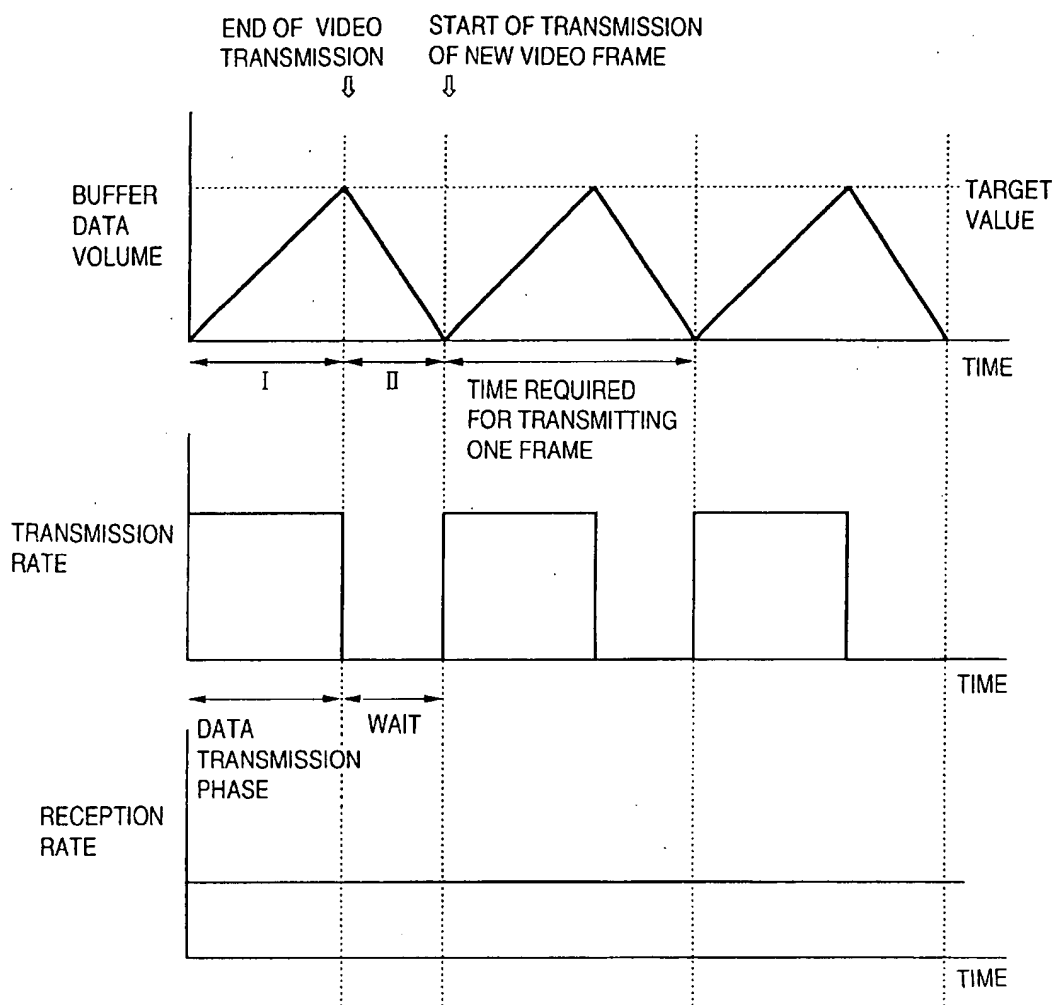 END OF VIDEO
TRANSMISSION
START OF TRANSMISSION
OF NEW VIDEO FRAME
BUFFER
DATA
VOLUME
TARGET
VALUE
TIME
I
II
TIME REQUIRED
FOR TRANSMITTING
ONE FRAME
TRANSMISSION
RATE
TIME
DATA
TRANSMISSION
PHASE
WAIT
RECEPTION
RATE
TIME